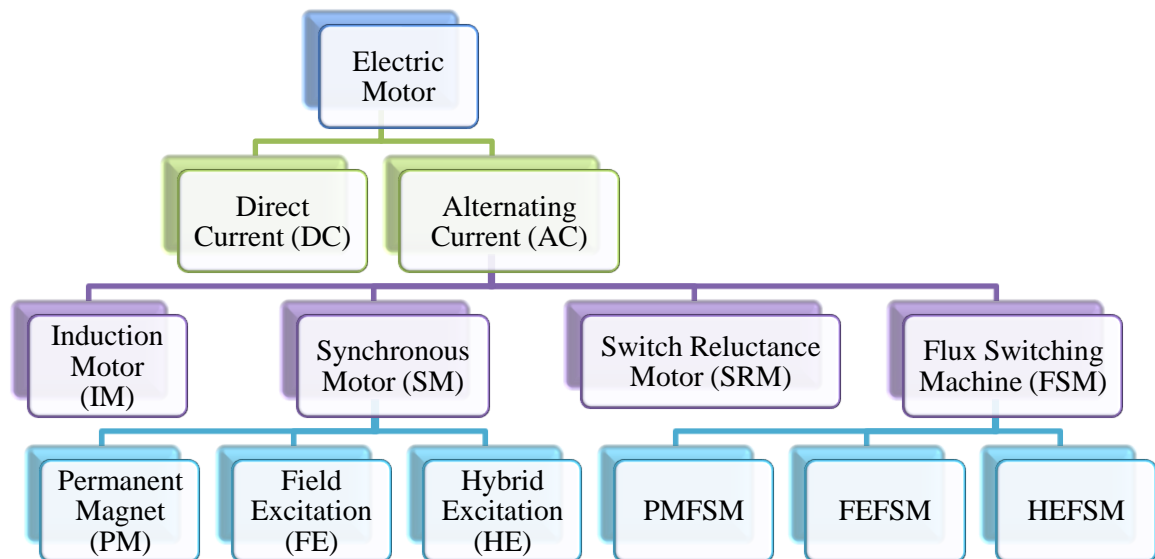 Electric
Motor
Direct
Current (DC)
Alternating
Current (AC)
Induction
Motor
(IM)
Synchronous
Motor (SM)
Switch Reluctance
Motor (SRM)
Flux Switching
Machine (FSM)
Permanent
Magnet
(PM)
Field
Excitation
(FE)
Hybrid
Excitation
(HE)
PMFSM
FEFSM
HEFSM